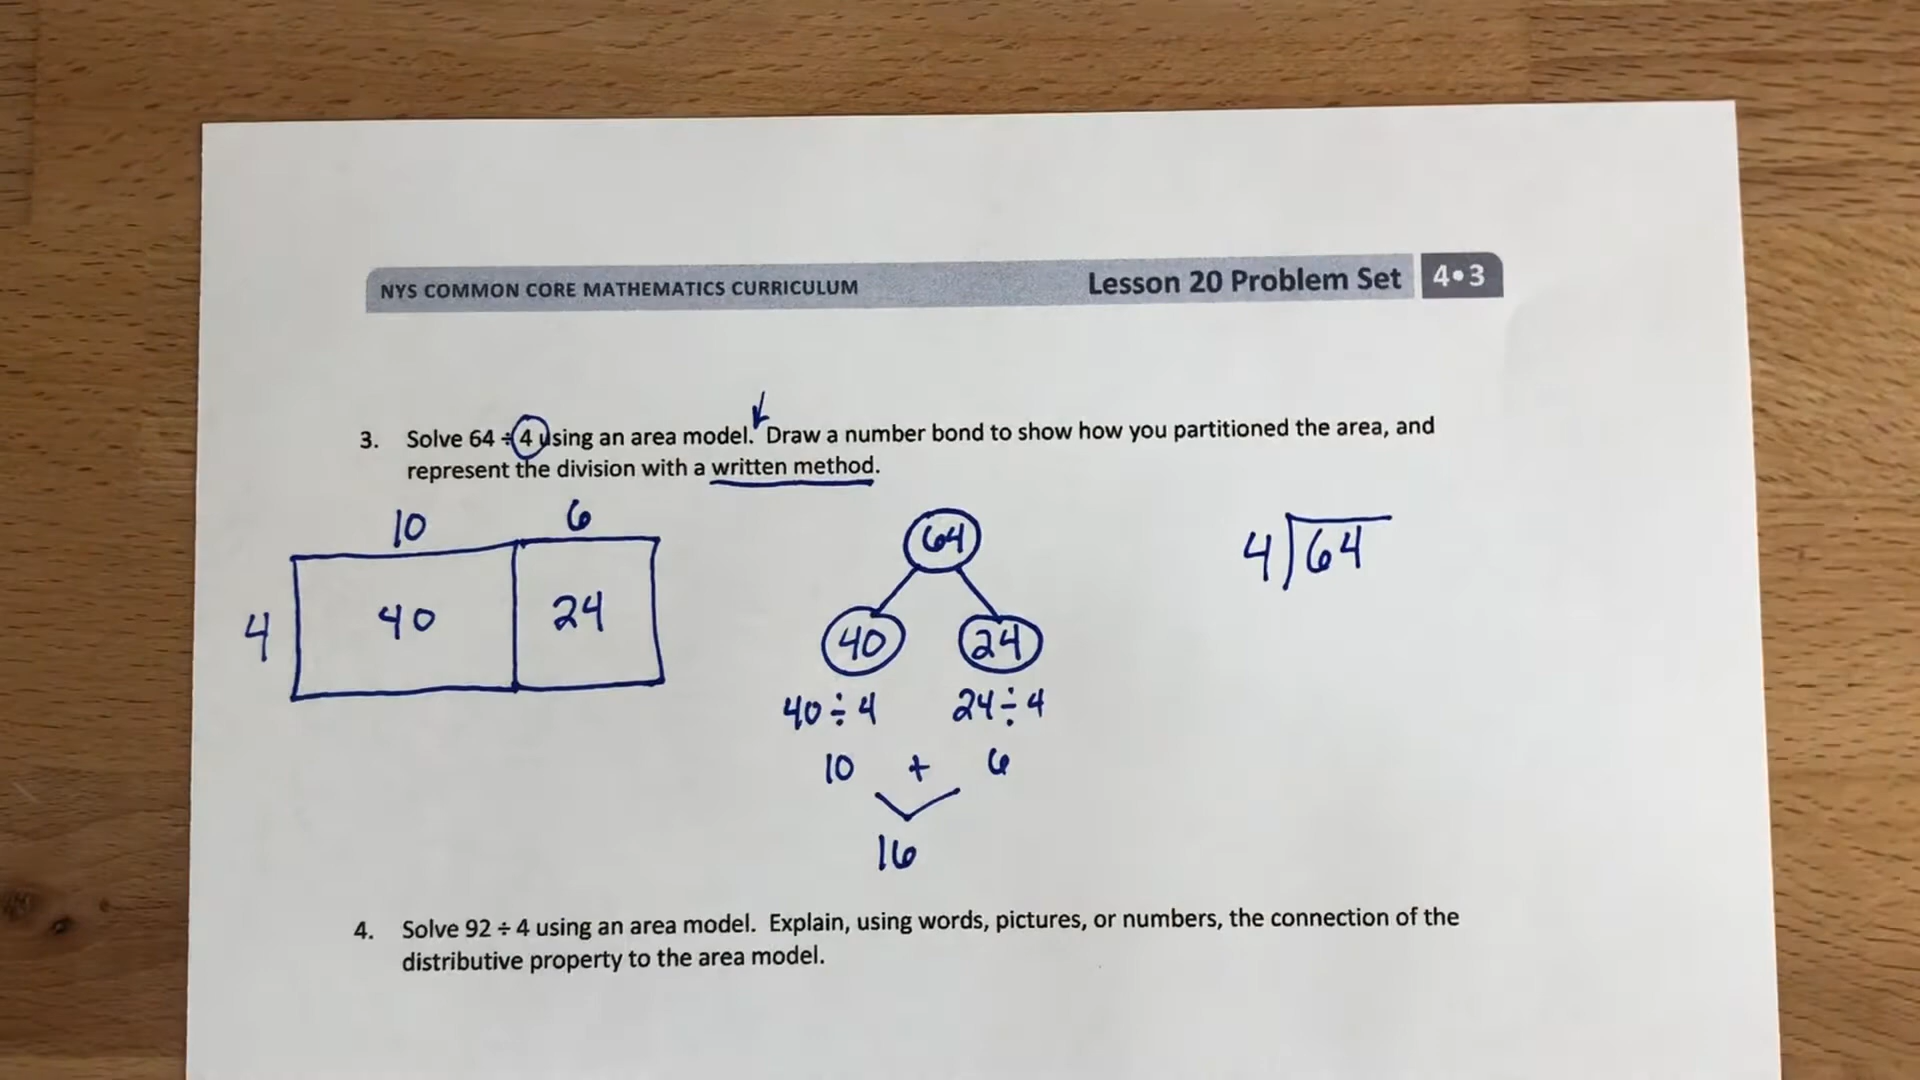 NYS COMMON CORE MATHEMATICS CURRICULUM Lesson 20 Problem Set 4•3
3. Solve 64 ÷ 4 using an area model. Draw a number bond to show how you partitioned the area, and
represent the division with a written method.
10 6
4 40 24
64
40 24
40÷4 24÷4
10 + 6
16
4)64
4. Solve 92 ÷ 4 using an area model. Explain, using words, pictures, or numbers, the connection of the
distributive property to the area model.